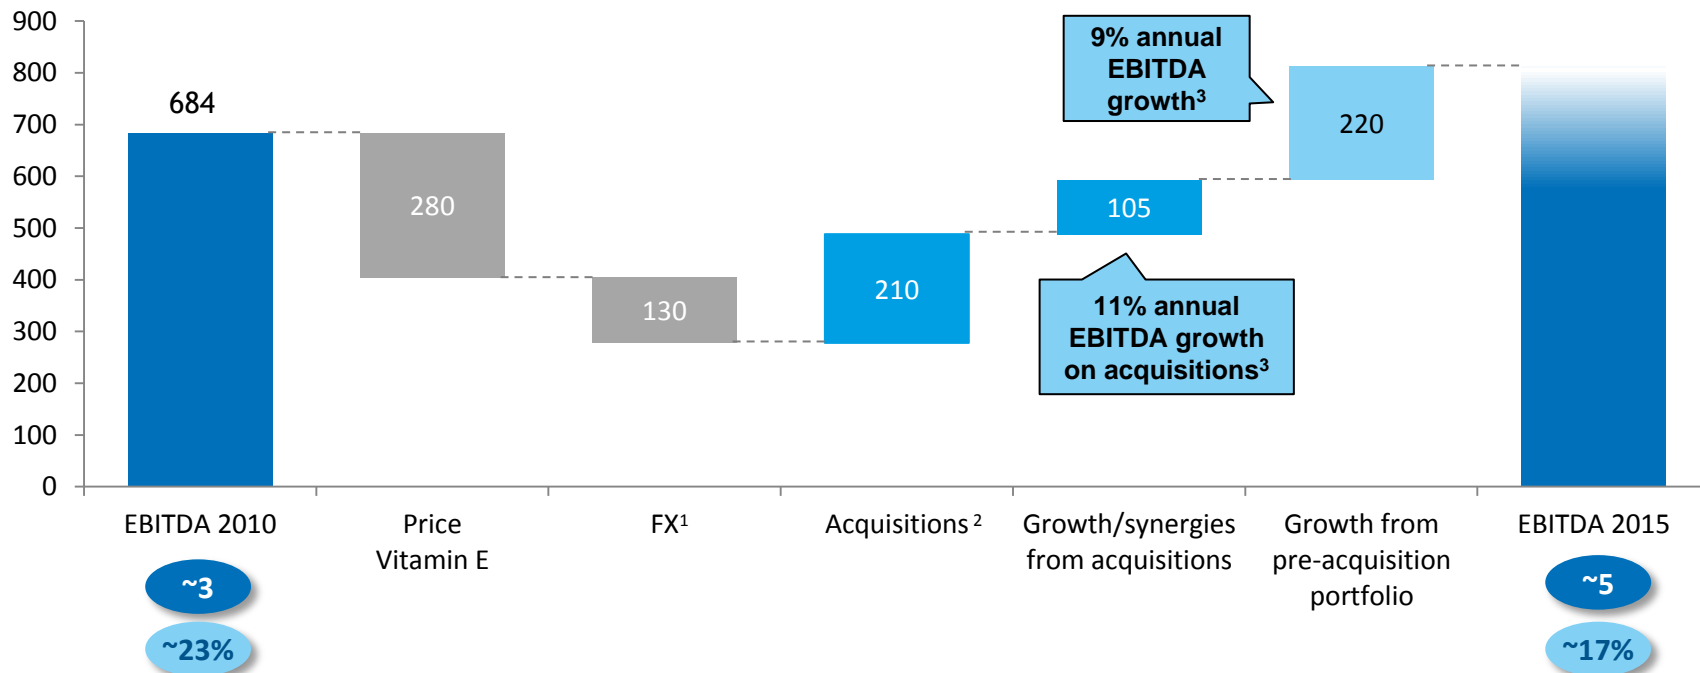 900
800
700
600
500
400
300
200
100
0
684
280
130
210
105
220
9% annual
EBITDA
growth³
11% annual
EBITDA growth
on acquisitions³
EBITDA 2010
Price
Vitamin E
FX¹
Acquisitions ²
Growth/synergies
from acquisitions
Growth from
pre-acquisition
portfolio
EBITDA 2015
~3
~5
~23%
~17%